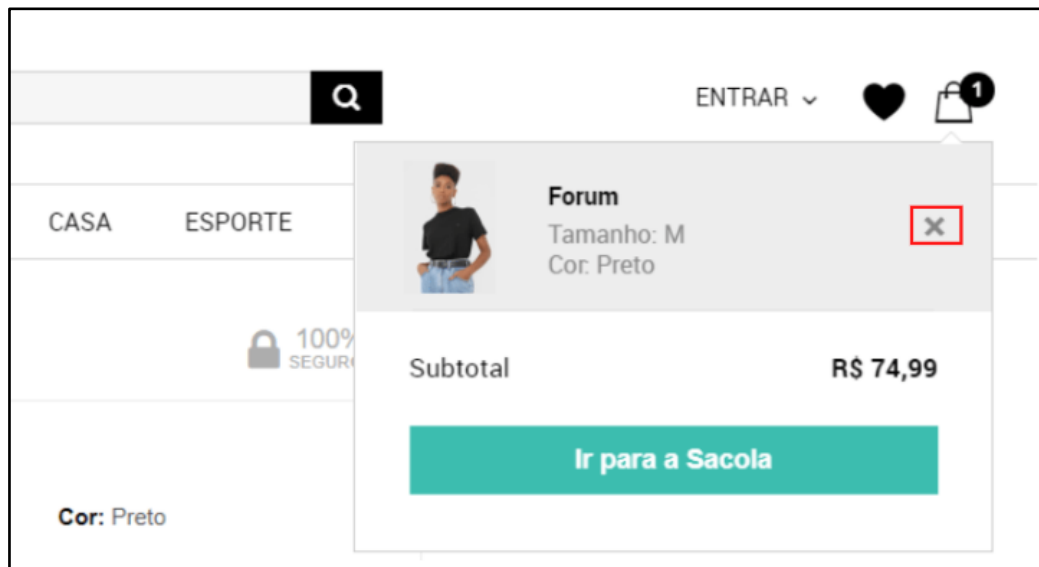 ENTRAR
1
Forum
Tamanho: M
Cor: Preto
CASA ESPORTE
100%
Subtotal R$ 74,99
Ir para a Sacola
Cor: Preto